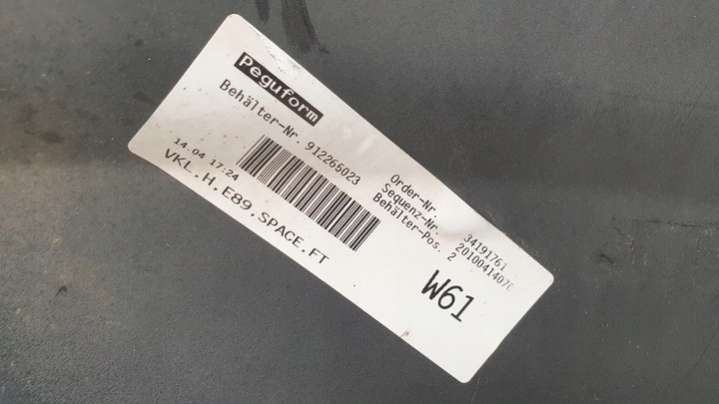 Peguform
Behälter-Nr. 912265023
Order-Nr. 34191761
Sequenz-Nr. 2010041407
Behälter-Pos. 2
14.04 17:24
VKL.H.E89.SPACE.FT
W61